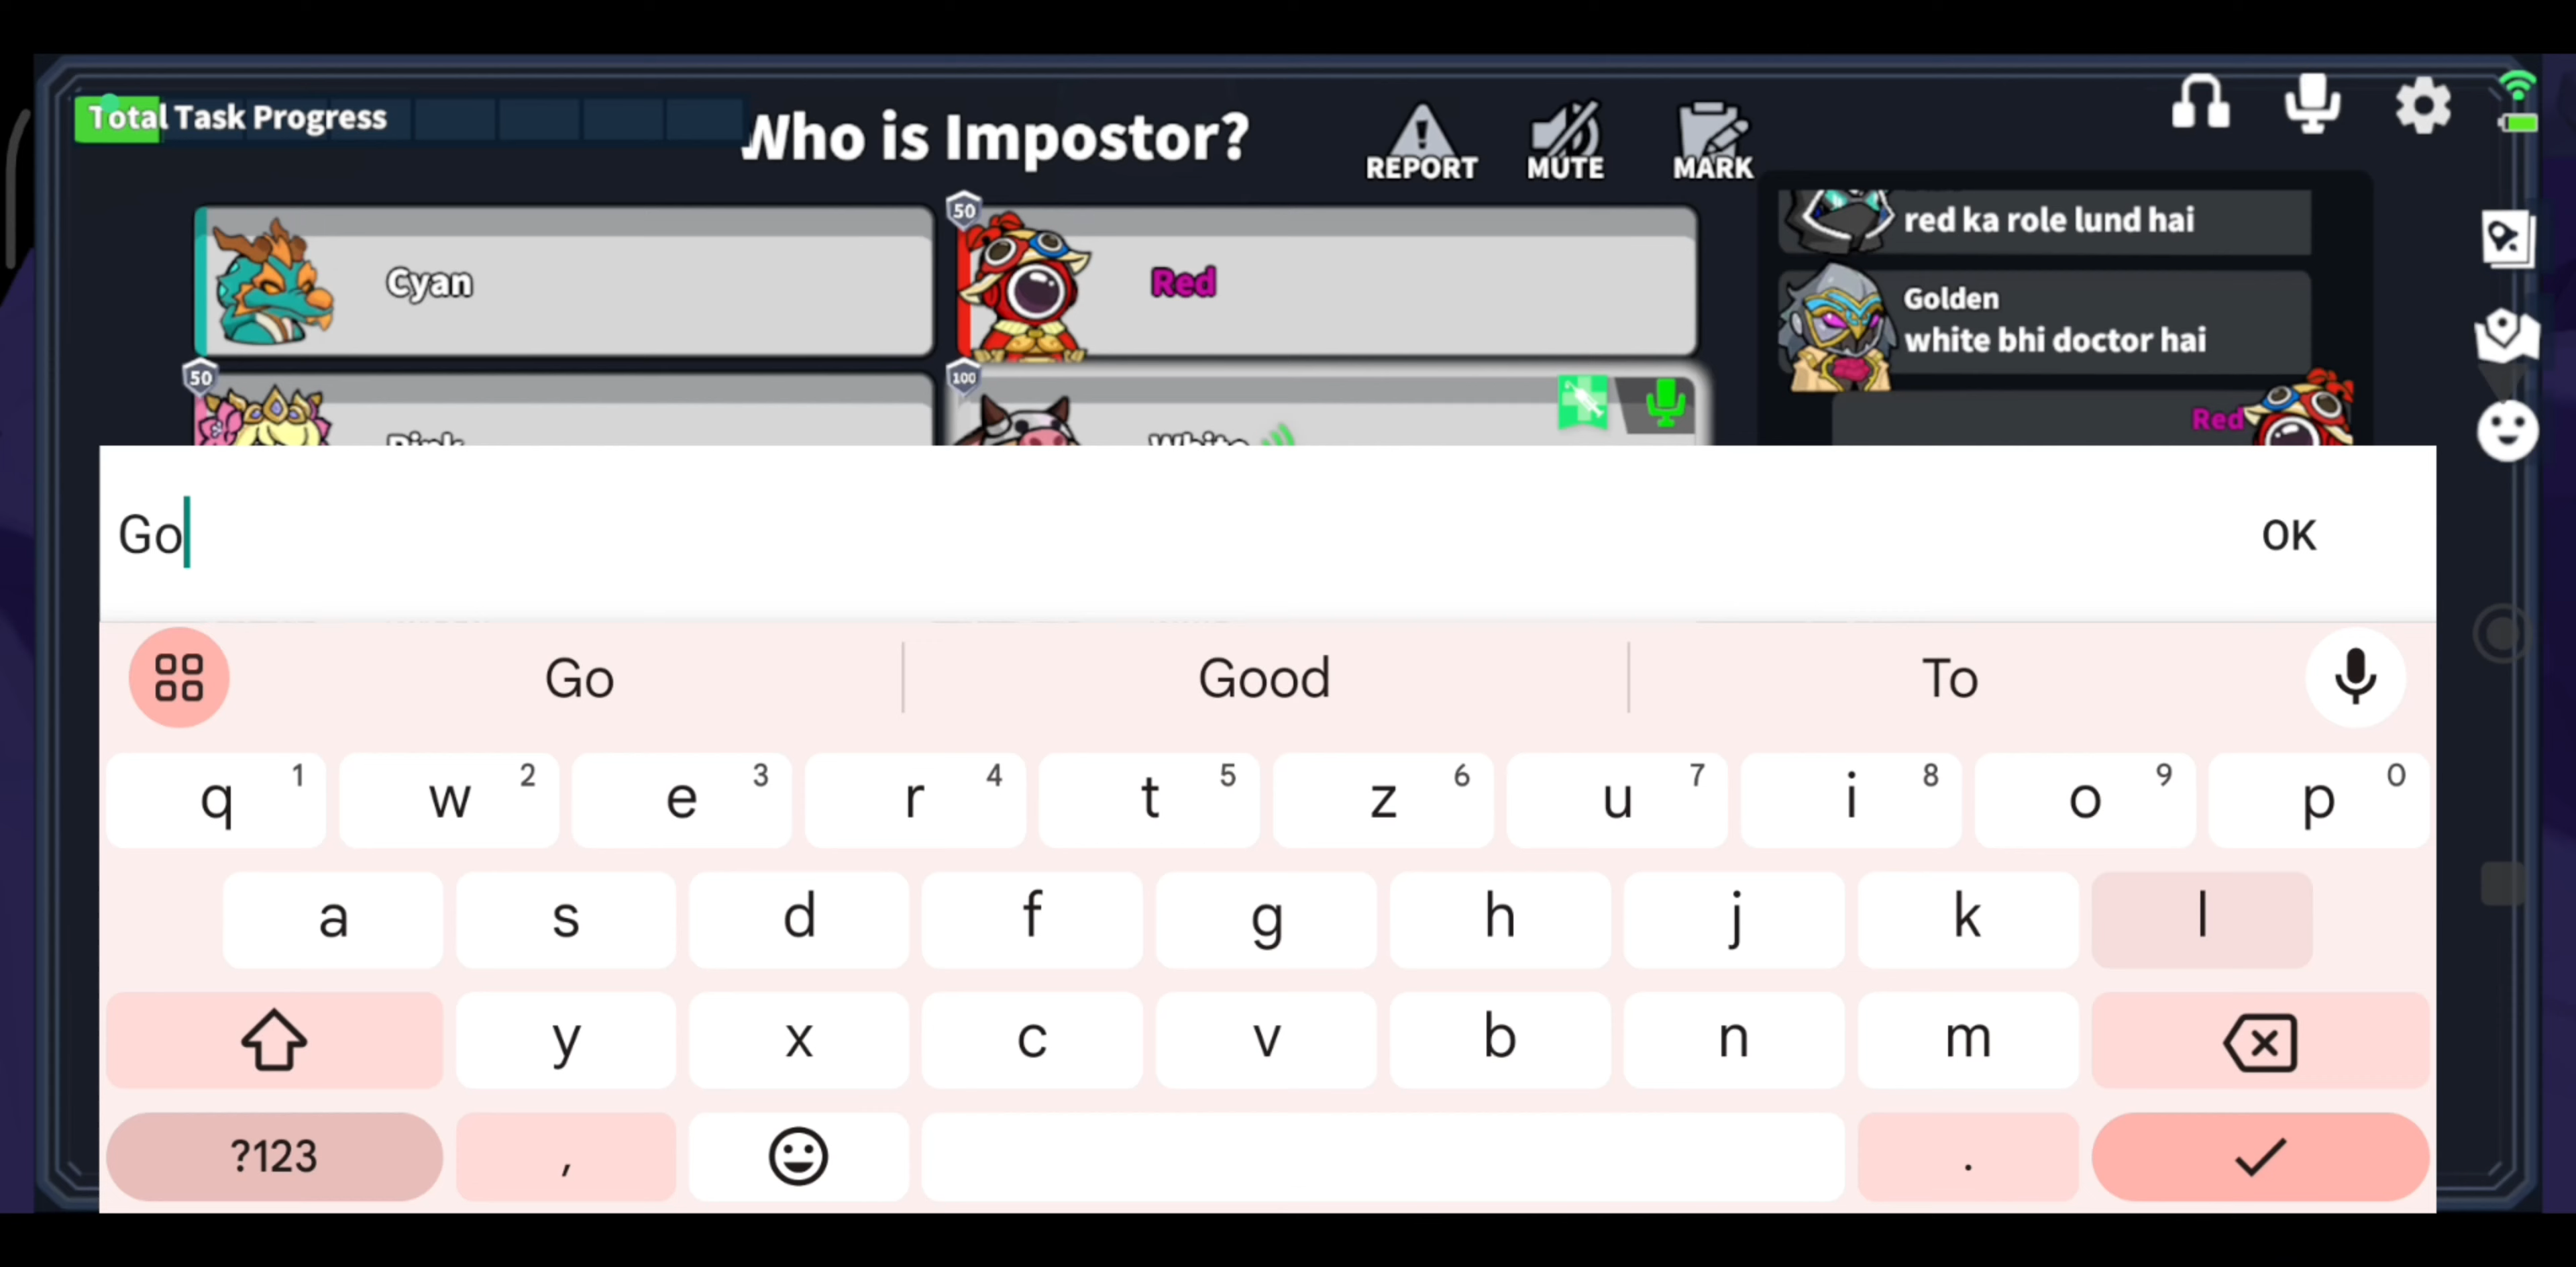 Total Task Progress
Who is Impostor?
REPORT
MUTE
MARK
Cyan
50
Red
50
Pink
100
White
red ka role lund hai
Golden
white bhi doctor hai
Red
Go
OK
Go
Good
To
q 1 w 2 e 3 r 4 t 5 z 6 u 7 i 8 o 9 p 0
a s d f g h j k l
y x c v b n m
?123 , .